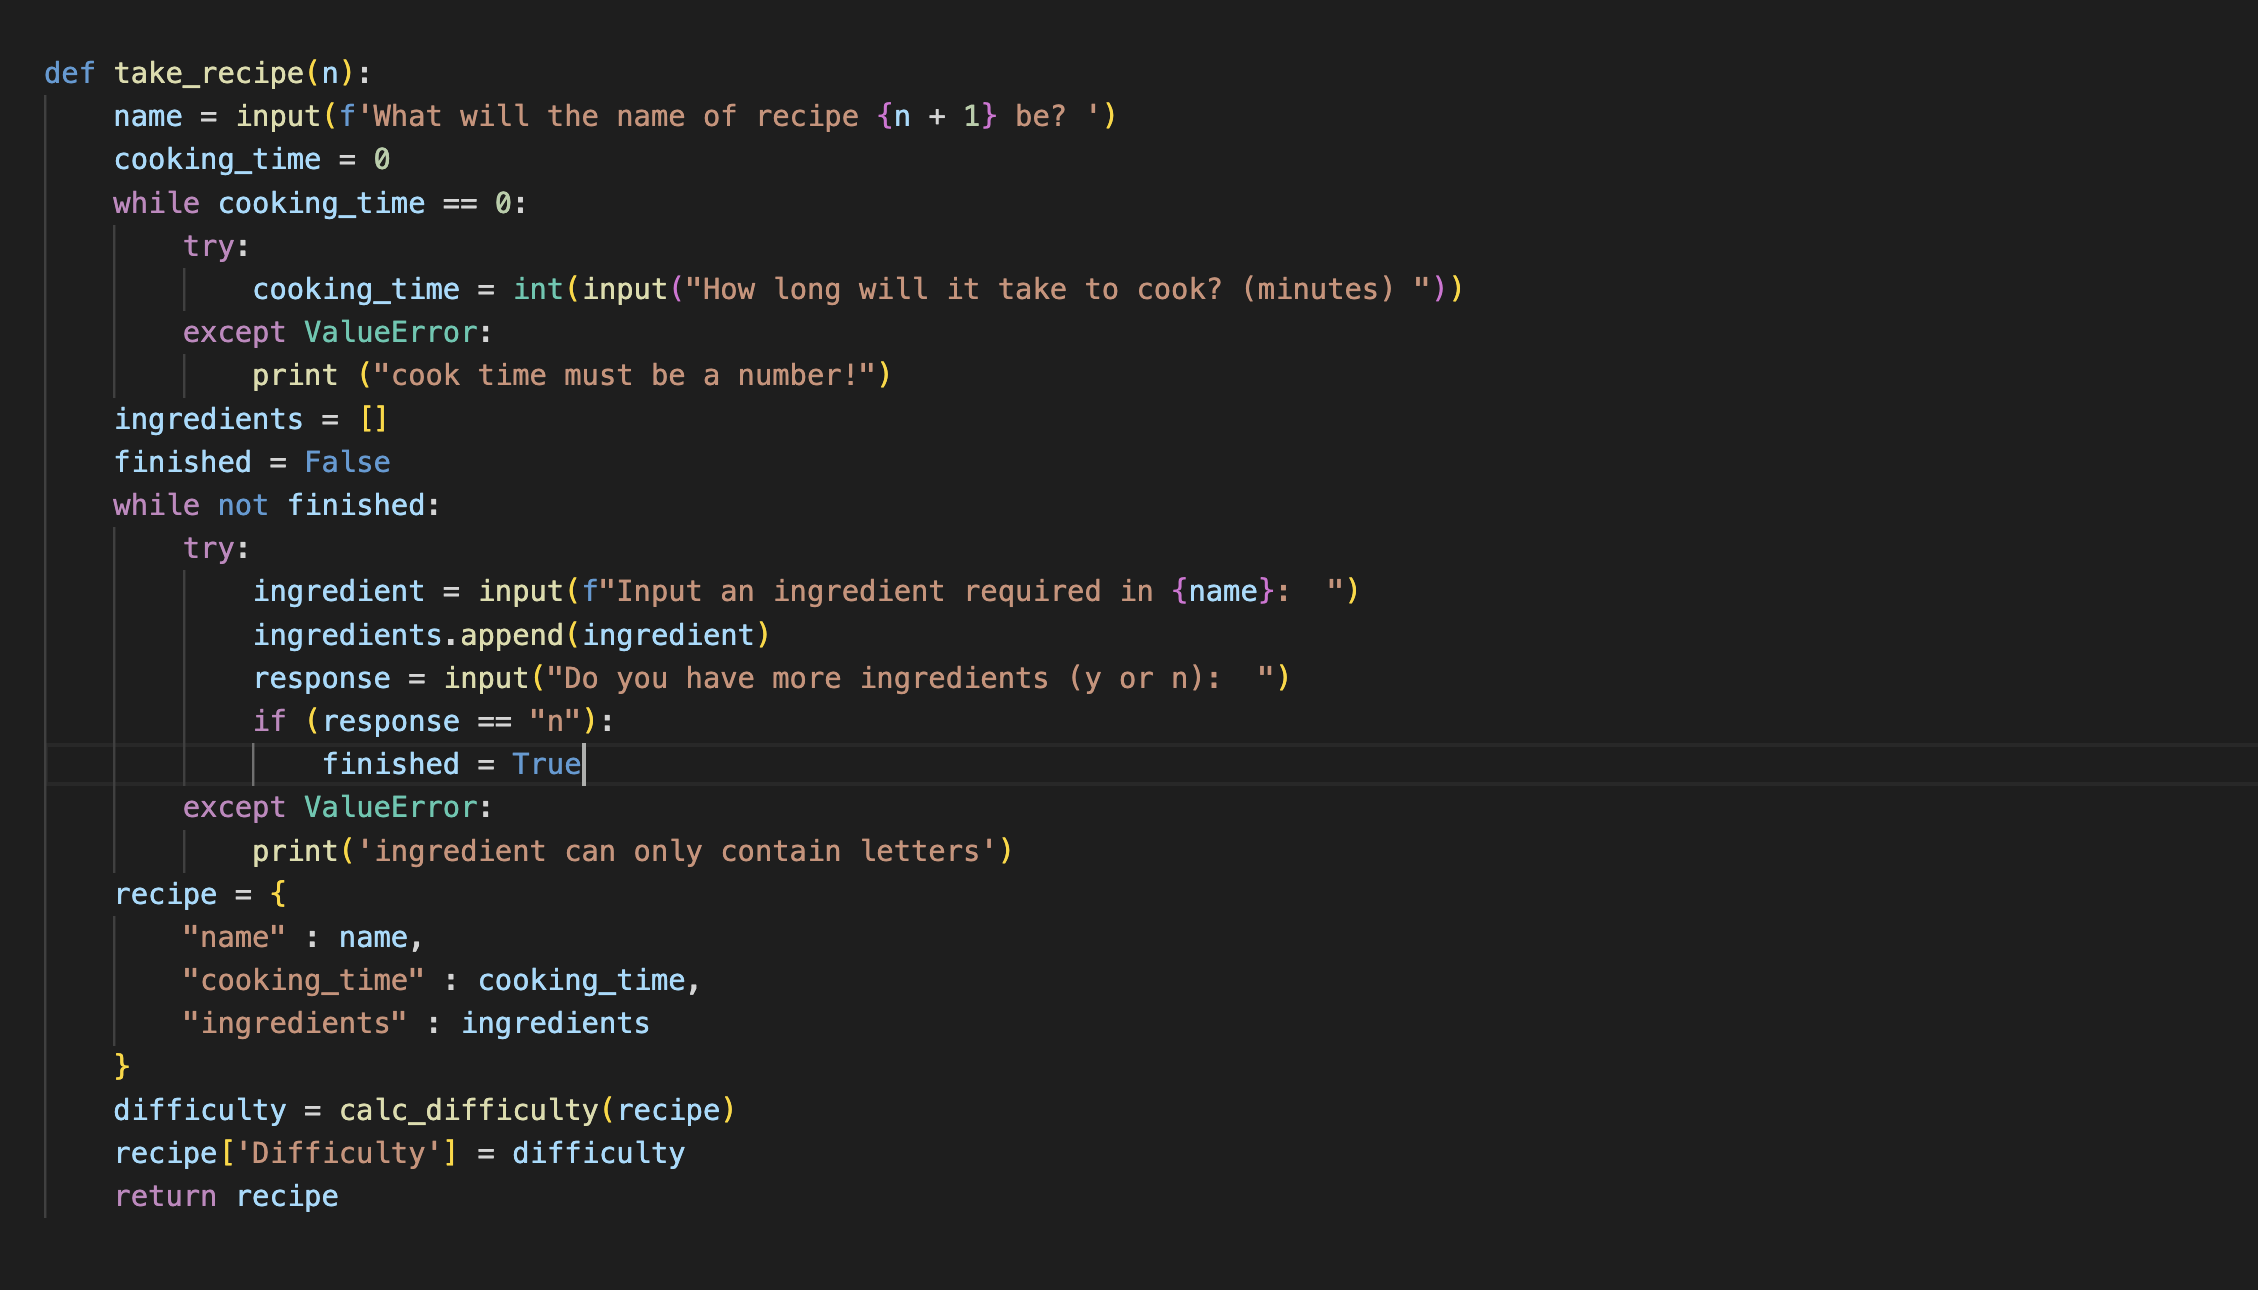 def take_recipe(n):
    name = input(f'What will the name of recipe {n + 1} be? ')
    cooking_time = 0
    while cooking_time == 0:
        try:
            cooking_time = int(input("How long will it take to cook? (minutes) "))
        except ValueError:
            print ("cook time must be a number!")
    ingredients = []
    finished = False
    while not finished:
        try:
            ingredient = input(f"Input an ingredient required in {name}:  ")
            ingredients.append(ingredient)
            response = input("Do you have more ingredients (y or n):  ")
            if (response == "n"):
                finished = True
        except ValueError:
            print('ingredient can only contain letters')
    recipe = {
        "name" : name,
        "cooking_time" : cooking_time,
        "ingredients" : ingredients
    }
    difficulty = calc_difficulty(recipe)
    recipe['Difficulty'] = difficulty
    return recipe